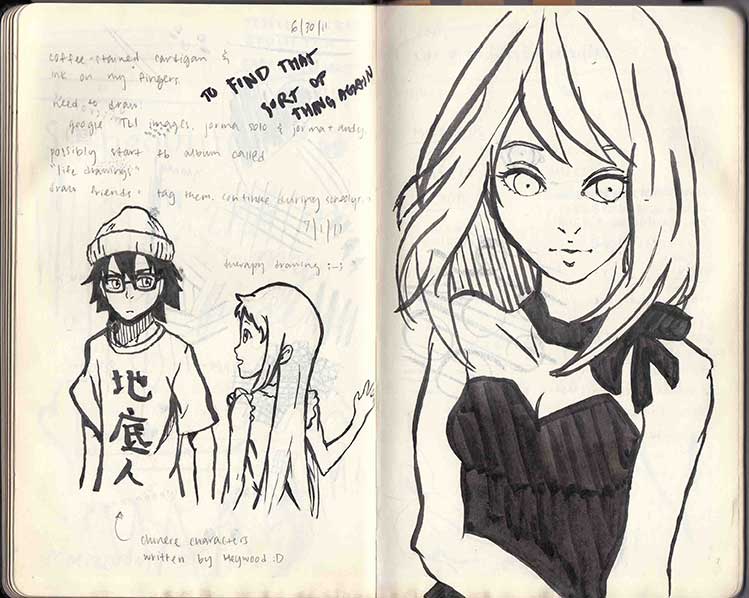 6/30/11
coffee-stained cardigan &
ink on my fingers.
TO FIND THAT
SORT OF
THING AGAIN
need to draw:
google TLI images, jorma solo & jorma + andy.
possibly start fb album called
"life drawings"
draw friends + tag them. continue during
7/1/11
therapy drawing :-;
地
底
人
chinese characters
written by Heywood :D